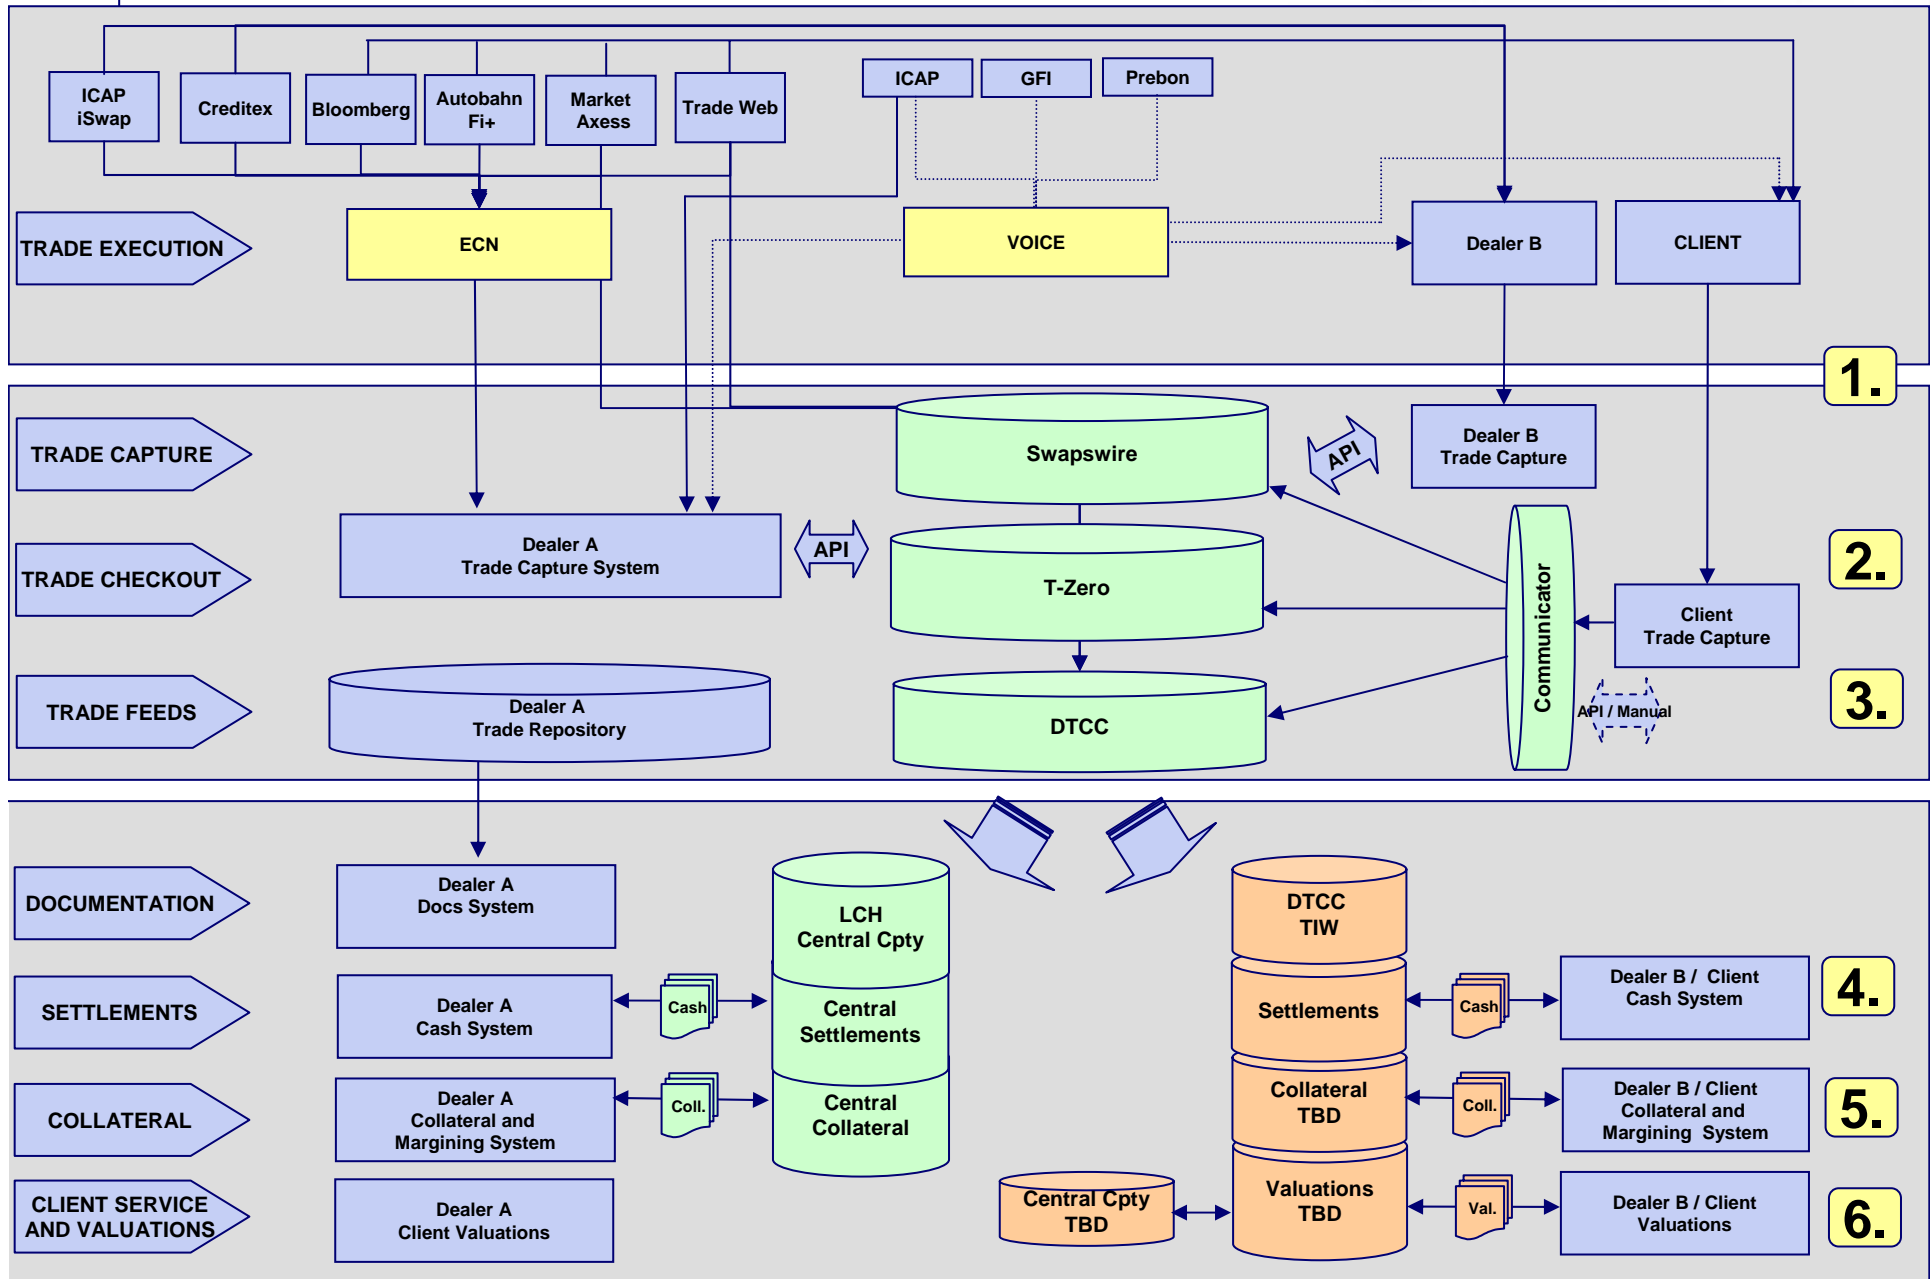 ICAP
iSwap
Creditex
Bloomberg
Autobahn
Fi+
Market
Axess
Trade Web
ICAP
GFI
Prebon
TRADE EXECUTION
ECN
VOICE
Dealer B
CLIENT
1.
TRADE CAPTURE
Swapswire
API
Dealer B
Trade Capture
TRADE CHECKOUT
Dealer A
Trade Capture System
API
T-Zero
Communicator
Client
Trade Capture
2.
TRADE FEEDS
Dealer A
Trade Repository
DTCC
API / Manual
3.
DOCUMENTATION
Dealer A
Docs System
LCH
Central Cpty
DTCC
TIW
SETTLEMENTS
Dealer A
Cash System
Cash
Central
Settlements
Settlements
Cash
Dealer B / Client
Cash System
4.
COLLATERAL
Dealer A
Collateral and
Margining System
Coll.
Central
Collateral
Collateral
TBD
Coll.
Dealer B / Client
Collateral and
Margining System
5.
CLIENT SERVICE
AND VALUATIONS
Dealer A
Client Valuations
Central Cpty
TBD
Valuations
TBD
Val.
Dealer B / Client
Valuations
6.